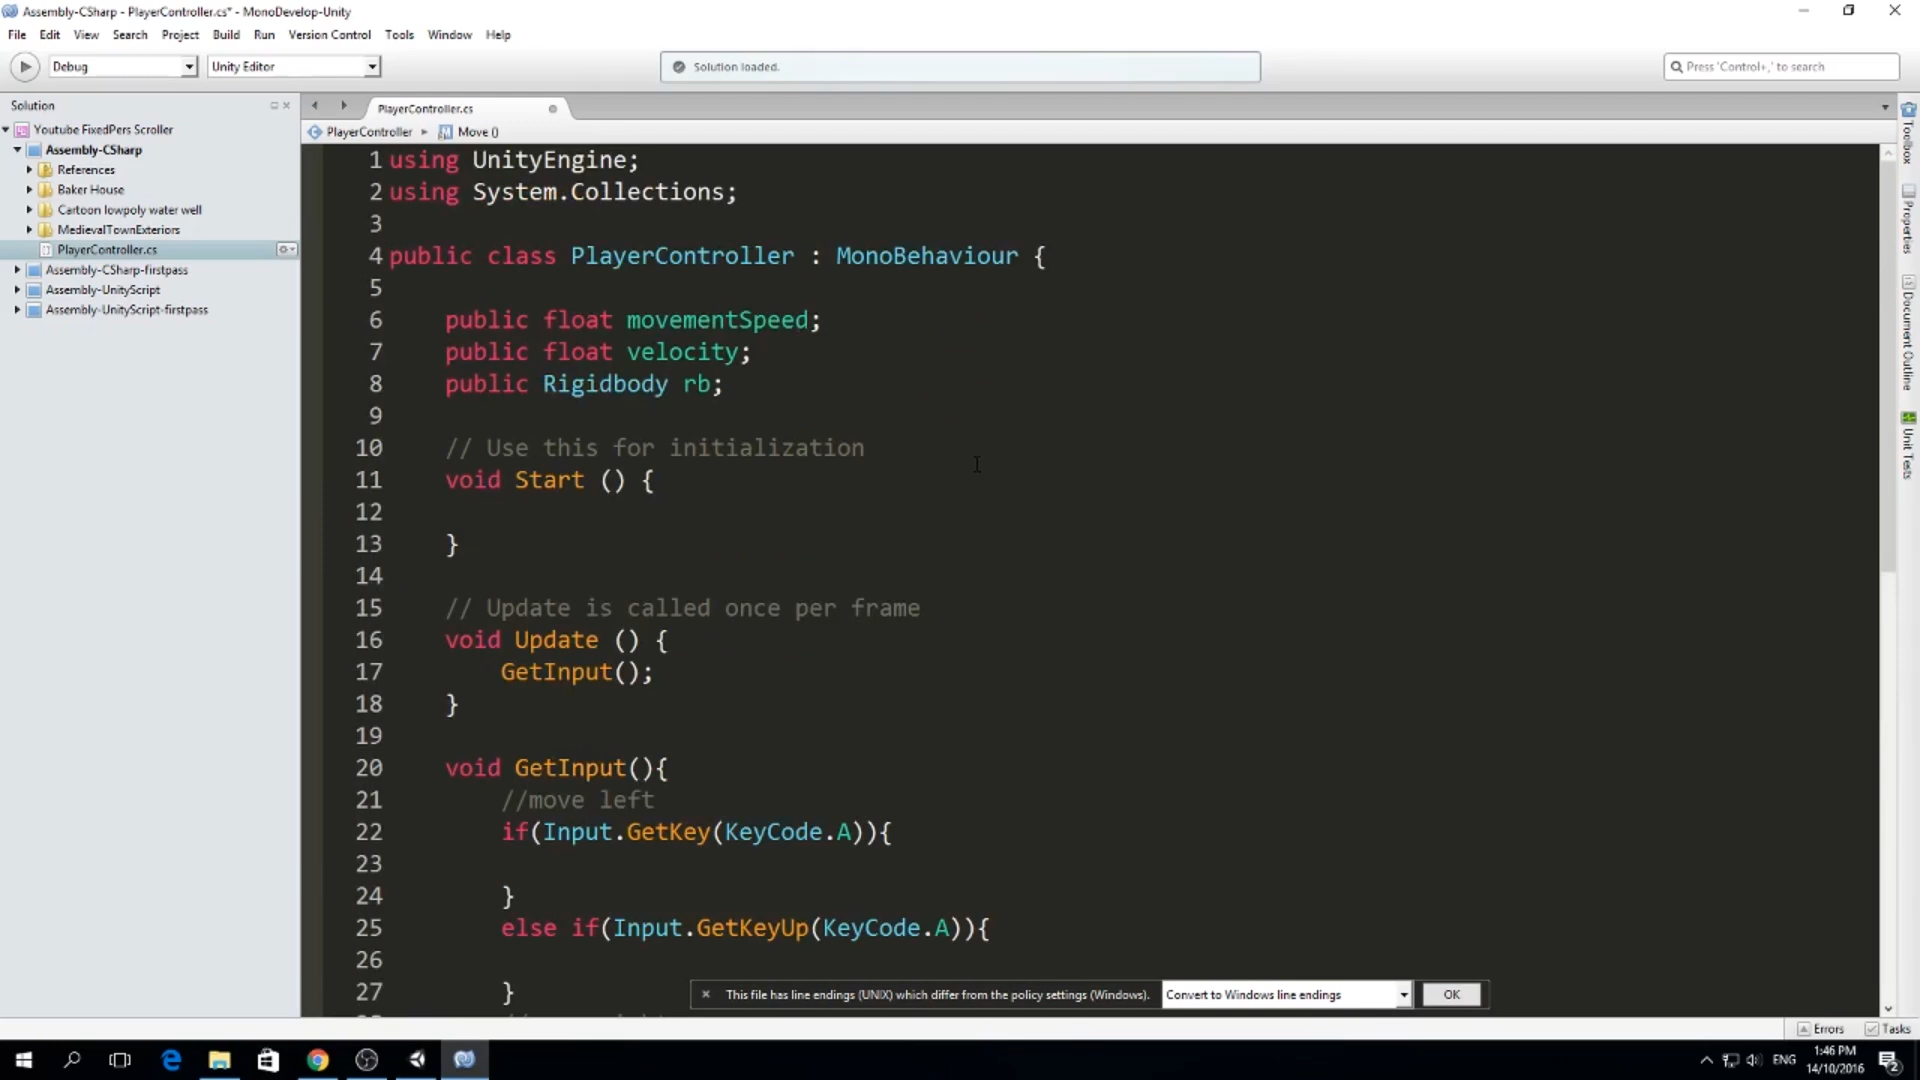 Assembly-CSharp - PlayerController.cs* - MonoDevelop-Unity
File Edit View Search Project Build Run Version Control Tools Window Help
Debug Unity Editor Solution loaded. Press 'Control+,' to search
Solution
Youtube FixedPers Scroller
Assembly-CSharp
References
Baker House
Cartoon lowpoly water well
MedievalTownExteriors
PlayerController.cs
Assembly-CSharp-firstpass
Assembly-UnityScript
Assembly-UnityScript-firstpass
PlayerController.cs
PlayerController Move ()
1 using UnityEngine;
2 using System.Collections;
3
4 public class PlayerController : MonoBehaviour {
5
6 public float movementSpeed;
7 public float velocity;
8 public Rigidbody rb;
9
10 // Use this for initialization
11 void Start () {
12
13 }
14
15 // Update is called once per frame
16 void Update () {
17 GetInput();
18 }
19
20 void GetInput(){
21 //move left
22 if(Input.GetKey(KeyCode.A)){
23
24 }
25 else if(Input.GetKeyUp(KeyCode.A)){
26
27 }
This file has line endings (UNIX) which differ from the policy settings (Windows). Convert to Windows line endings OK
Toolbox
Properties
Document Outline
Unit Tests
Errors Tasks
ENG
1:46 PM
14/10/2016
2